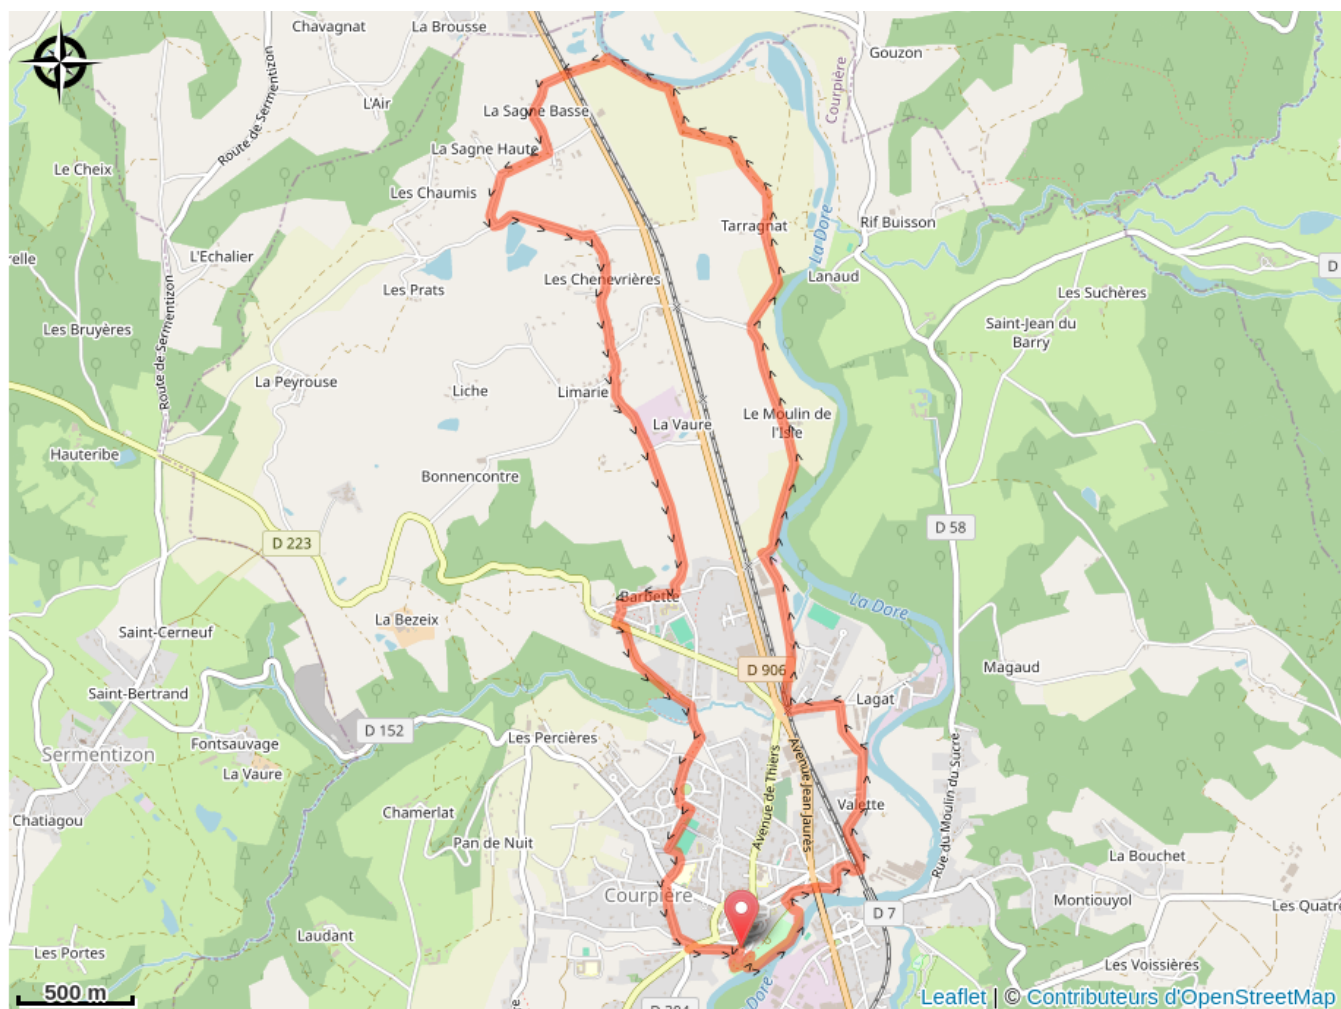 Chavagnat
La Brousse
Gouzon
Courpière
Route de Sermentizon
L'Air
La Sagne Basse
La Sagne Haute
Le Cheix
Les Chaumis
Tarragnat
Rif Buisson
La Dore
L'Echalier
relle
D
Lanaud
Les Chenevrières
Les Prats
Les Suchères
Les Bruyères
Route de Sermentizon
Saint-Jean du
Barry
La Peyrouse
Liche
Limarie
Le Moulin de
l'Isle
La Vaure
Hauteribe
Bonnencontre
D 58
D 223
Barbette
La Dore
La Bezeix
Saint-Cerneuf
D 906
Magaud
Saint-Bertrand
Lagat
D 152
Les Percières
Fontsauvage
Sermentizon
La Vaure
Avenue de Thiers
Avenue Jean Jaurès
Rue du Moulin du Sucre
Valette
Chamerlat
Chatiagou
Pan de Nuit
La Bouchet
Courpière
Montiouyol
Les Quatre
D 7
Laudant
Les Portes
Les Voissières
500 m
La Dore
Leaflet | © Contributeurs d'OpenStreetMap